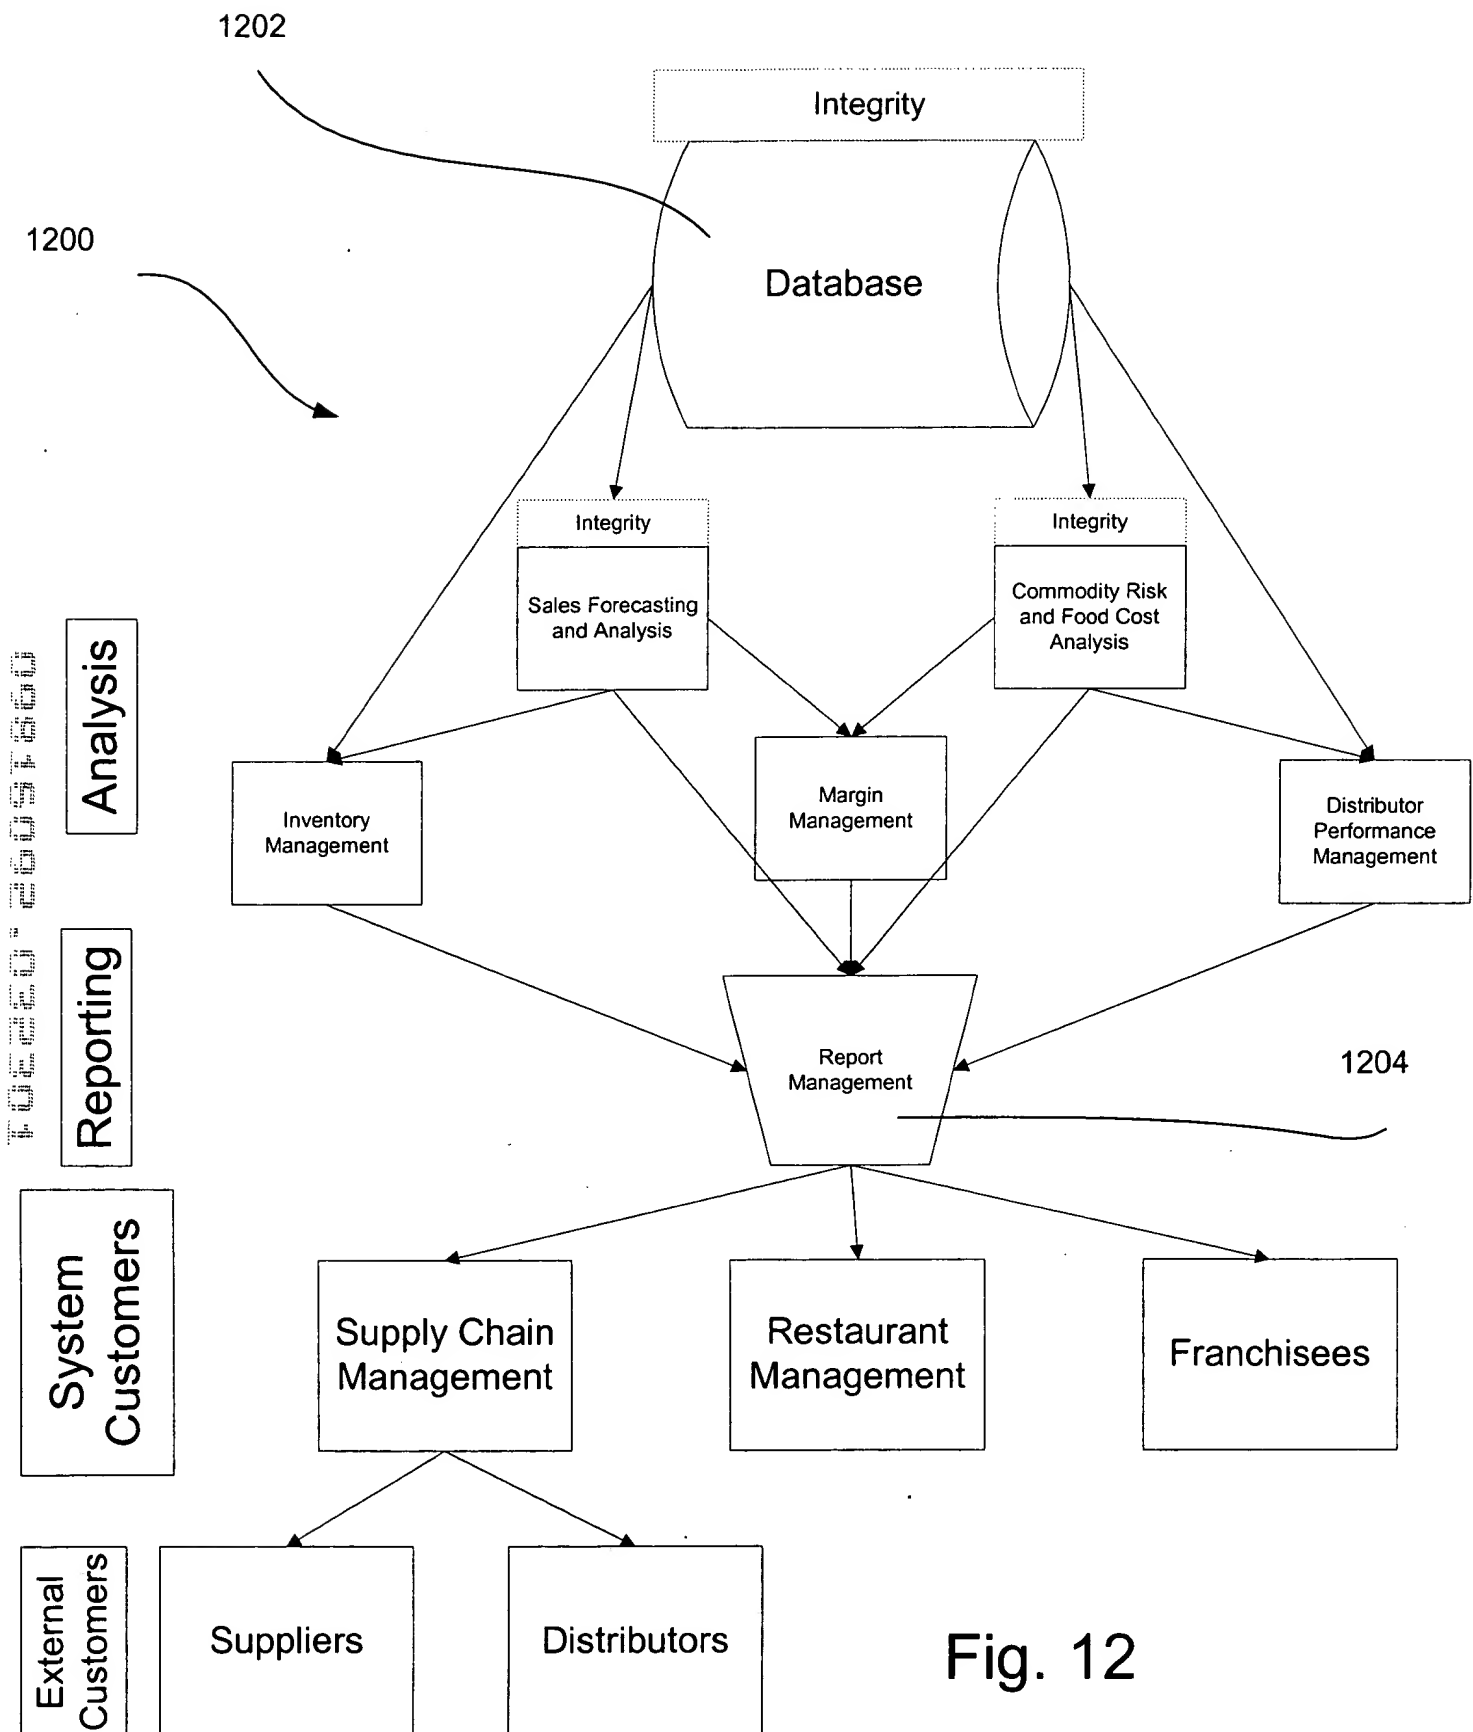 1202
Integrity
1200
Database
Integrity
Integrity
Sales Forecasting
and Analysis
Commodity Risk
and Food Cost
Analysis
Analysis
Inventory
Management
Margin
Management
Distributor
Performance
Management
Reporting
Report
Management
1204
System
Customers
Supply Chain
Management
Restaurant
Management
Franchisees
External
Customers
Suppliers
Distributors
Fig. 12